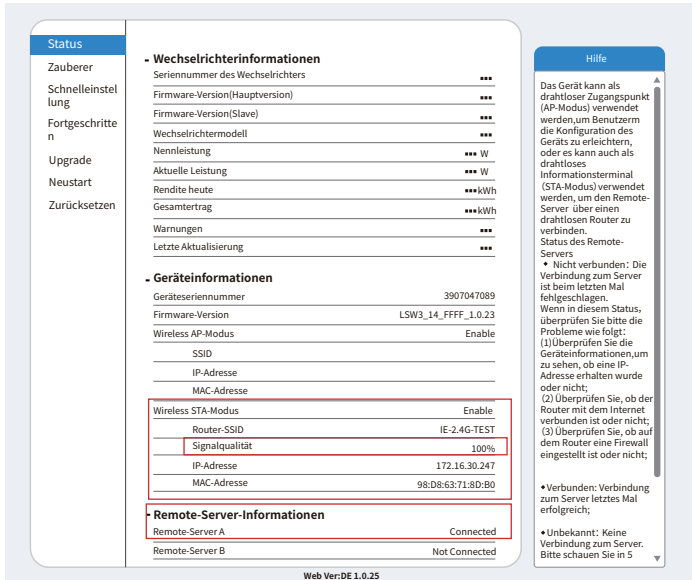 Status
Zauberer
Schnelleinstel
lung
Fortgeschritte
n
Upgrade
Neustart
Zurücksetzen
- Wechselrichterinformationen
Seriennummer des Wechselrichters ---
Firmware-Version(Hauptversion) ---
Firmware-Version(Slave) ---
Wechselrichtermodell ---
Nennleistung --- W
Aktuelle Leistung --- W
Rendite heute --- kWh
Gesamtertrag --- kWh
Warnungen ---
Letzte Aktualisierung ---
- Geräteinformationen
Geräteseriennummer 3907047089
Firmware-Version LSW3_14_FFFF_1.0.23
Wireless AP-Modus Enable
SSID
IP-Adresse
MAC-Adresse
Wireless STA-Modus Enable
Router-SSID IE-2.4G-TEST
Signalqualität 100%
IP-Adresse 172.16.30.247
MAC-Adresse 98:D8:63:71:8D:B0
- Remote-Server-Informationen
Remote-Server A Connected
Remote-Server B Not Connected
Hilfe
Das Gerät kann als
drahtloser Zugangspunkt
(AP-Modus) verwendet
werden,um Benutzerm
die Konfiguration des
Geräts zu erleichtern,
oder es kann auch als
drahtloses
Informationsterminal
(STA-Modus) verwendet
werden, um den Remote-
Server über einen
drahtlosen Router zu
verbinden.
Status des Remote-
Servers
◆ Nicht verbunden: Die
Verbindung zum Server
ist beim letzten Mal
fehlgeschlagen.
Wenn in diesem Status,
überprüfen Sie bitte die
Probleme wie folgt:
(1)Überprüfen Sie die
Geräteinformationen,um
zu sehen, ob eine IP-
Adresse erhalten wurde
oder nicht;
(2) Überprüfen Sie, ob der
Router mit dem Internet
verbunden ist oder nicht;
(3) Überprüfen Sie, ob auf
dem Router eine Firewall
eingestellt ist oder nicht;
◆Verbunden: Verbindung
zum Server letztes Mal
erfolgreich;
◆Unbekannt: Keine
Verbindung zum Server.
Bitte schauen Sie in 5
Web Ver:DE 1.0.25